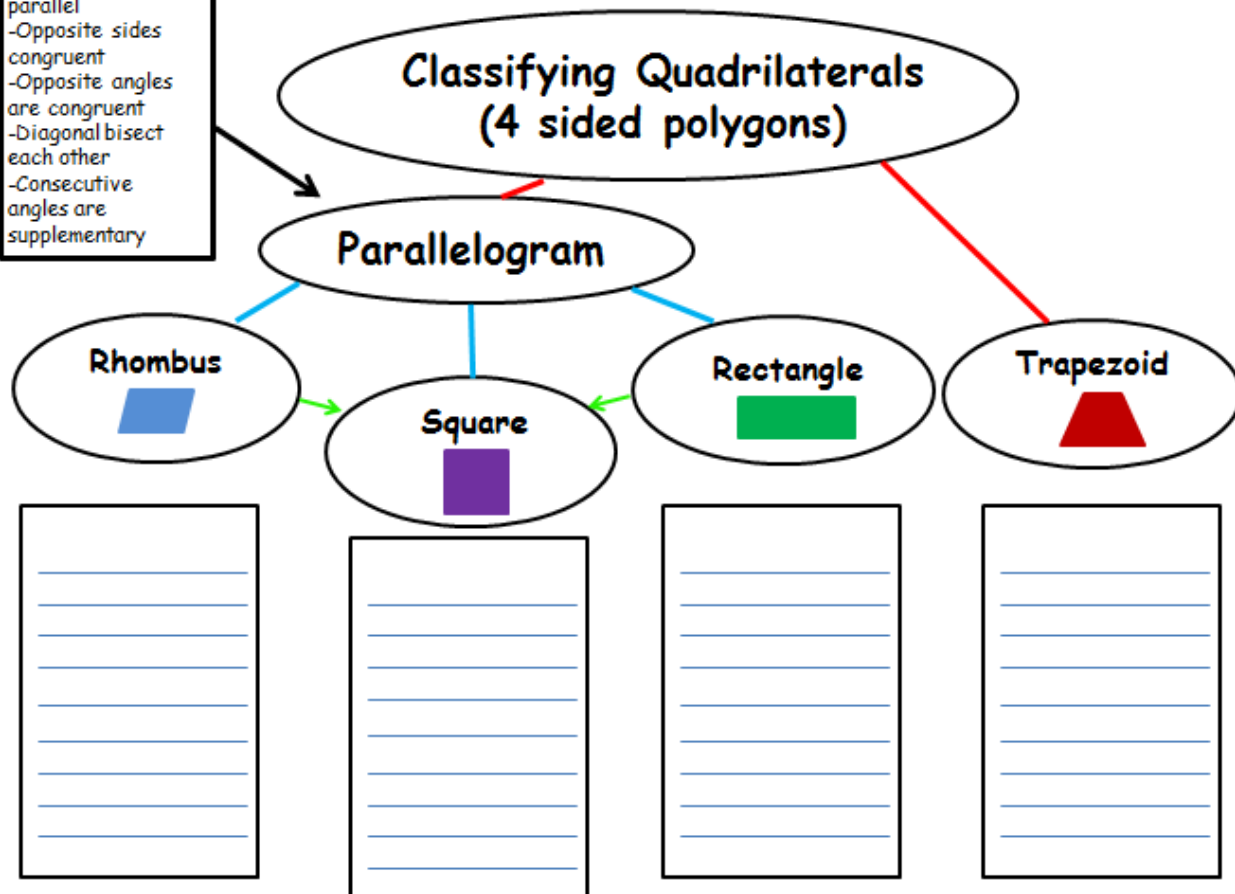 parallel
-Opposite sides
congruent
-Opposite angles
are congruent
-Diagonal bisect
each other
-Consecutive
angles are
supplementary
Classifying Quadrilaterals
(4 sided polygons)
Parallelogram
Rhombus
Square
Rectangle
Trapezoid